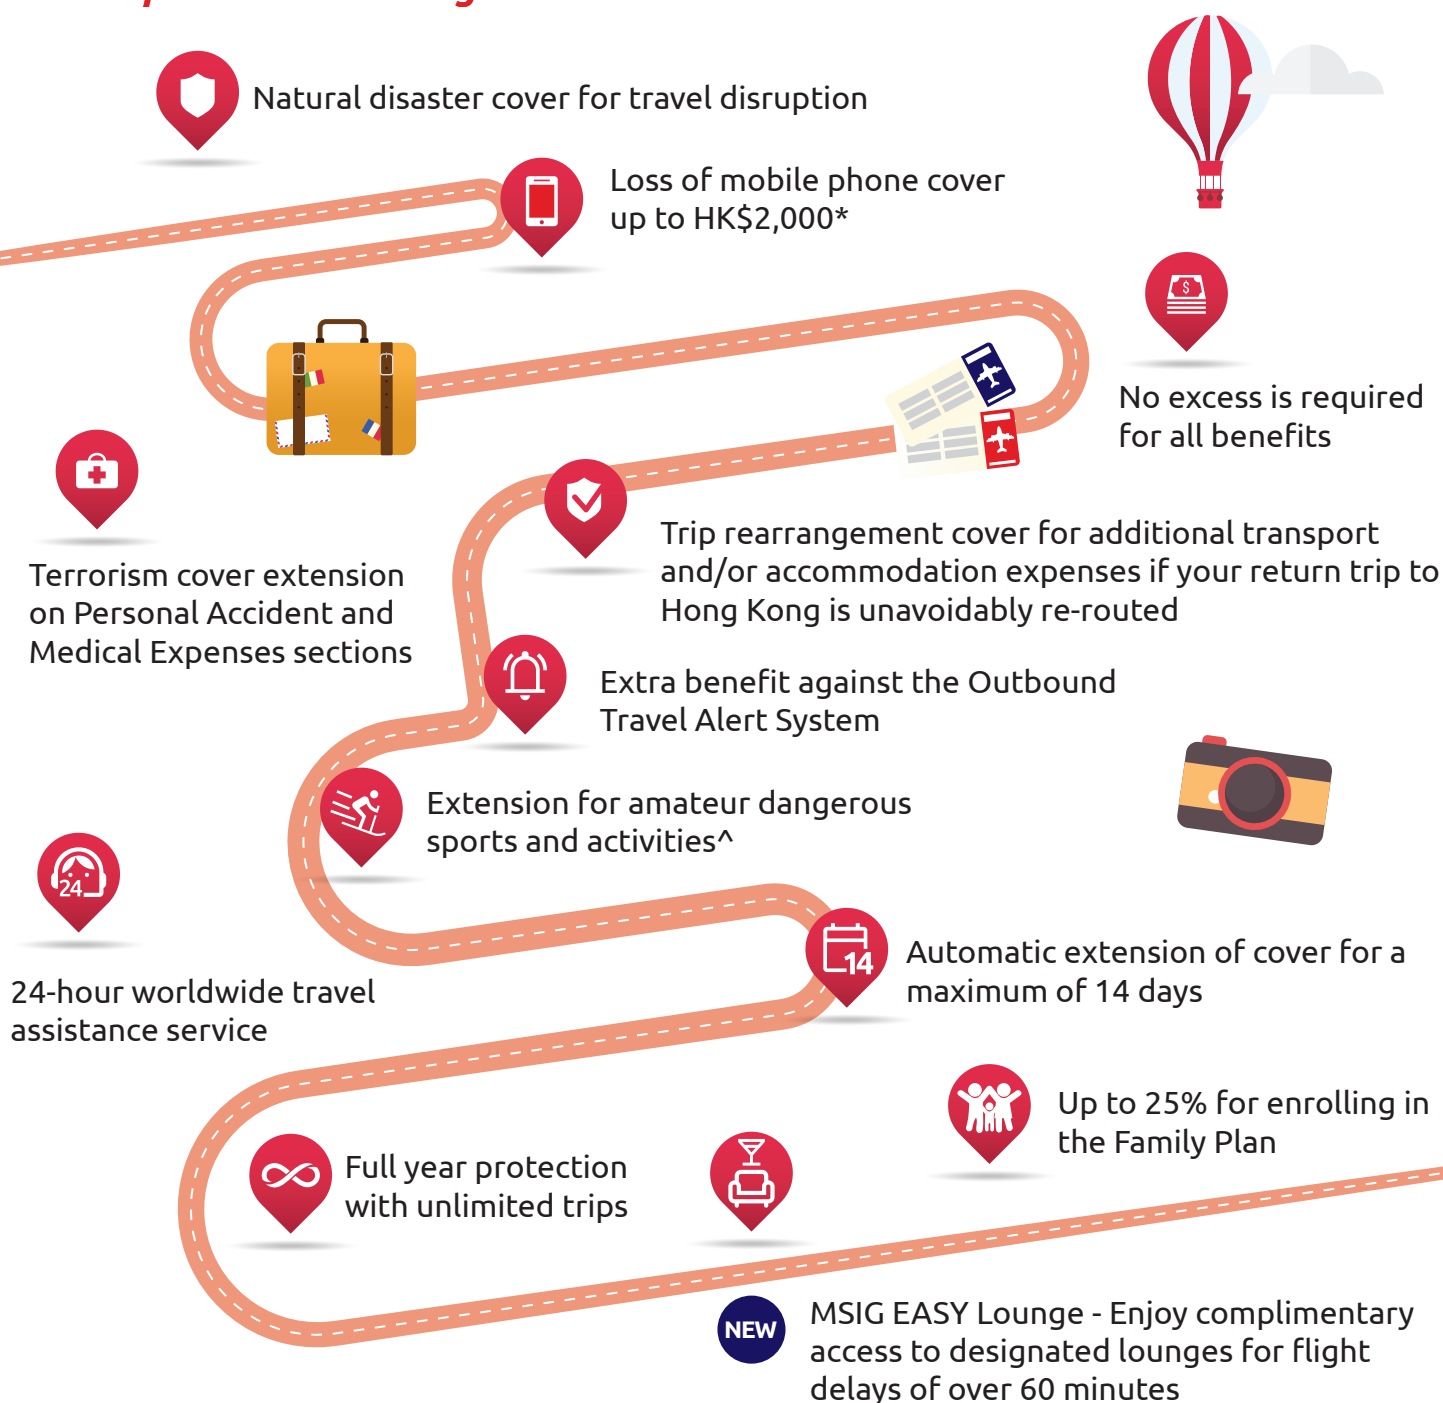 Natural disaster cover for travel disruption
Loss of mobile phone cover
up to HK$2,000*
$
No excess is required
for all benefits
Terrorism cover extension
on Personal Accident and
Medical Expenses sections
Trip rearrangement cover for additional transport
and/or accommodation expenses if your return trip to
Hong Kong is unavoidably re-routed
Extra benefit against the Outbound
Travel Alert System
Extension for amateur dangerous
sports and activities^
24
24-hour worldwide travel
assistance service
14
Automatic extension of cover for a
maximum of 14 days
Up to 25% for enrolling in
the Family Plan
Full year protection
with unlimited trips
NEW
MSIG EASY Lounge - Enjoy complimentary
access to designated lounges for flight
delays of over 60 minutes